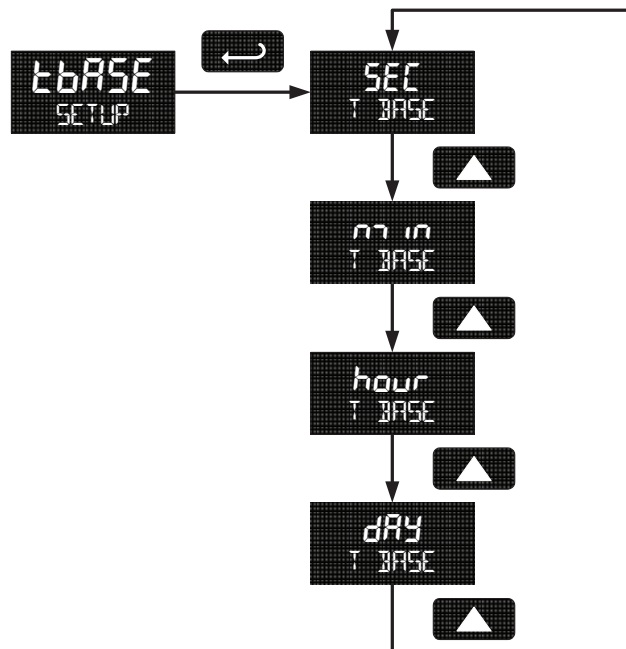 tbASE
SETUP
SEC
T BASE
min
T BASE
hour
T BASE
dAy
T BASE